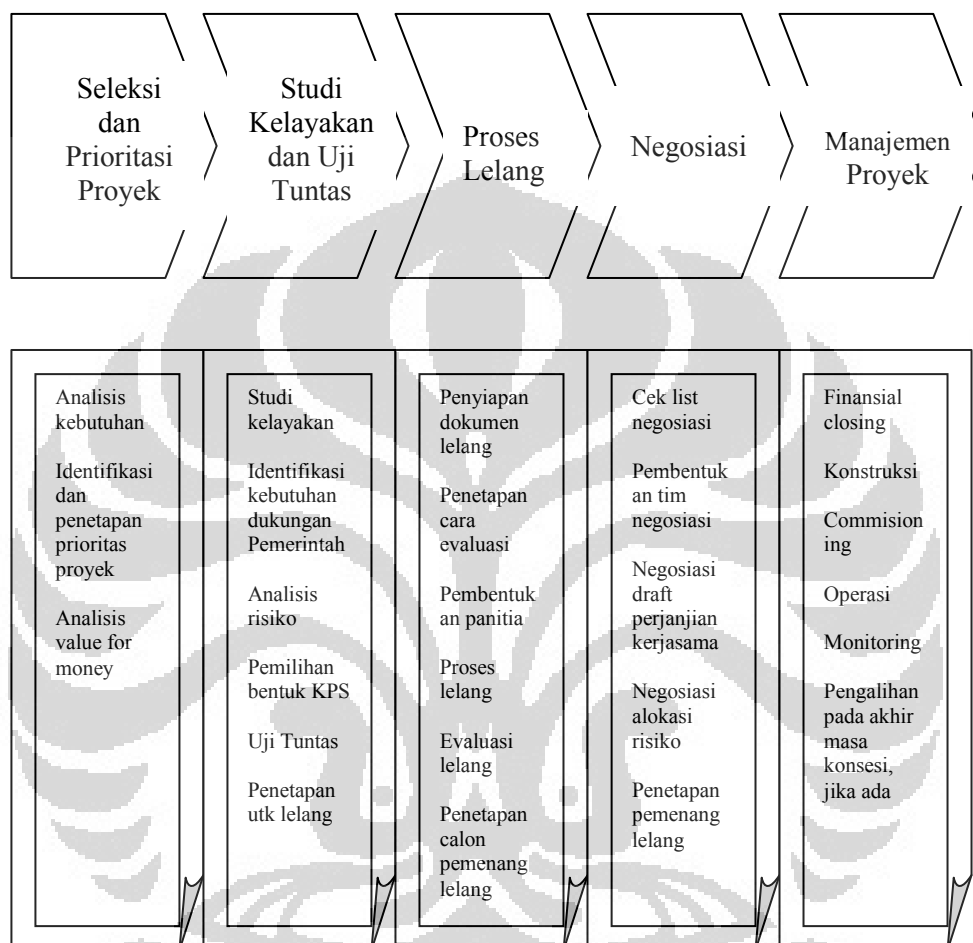 Seleksi
dan
Prioritasi
Proyek
Studi
Kelayakan
dan Uji
Tuntas
Proses
Lelang
Negosiasi
Manajemen
Proyek
Analisis
kebutuhan
Identifikasi
dan
penetapan
prioritas
proyek
Analisis
value for
money
Studi
kelayakan
Identifikasi
kebutuhan
dukungan
Pemerintah
Analisis
risiko
Pemilihan
bentuk KPS
Uji Tuntas
Penetapan
utk lelang
Penyiapan
dokumen
lelang
Penetapan
cara
evaluasi
Pembentuk
an panitia
Proses
lelang
Evaluasi
lelang
Penetapan
calon
pemenang
lelang
Cek list
negosiasi
Pembentuk
an tim
negosiasi
Negosiasi
draft
perjanjian
kerjasama
Negosiasi
alokasi
risiko
Penetapan
pemenang
lelang
Finansial
closing
Konstruksi
Commision
ing
Operasi
Monitoring
Pengalihan
pada akhir
masa
konsesi,
jika ada